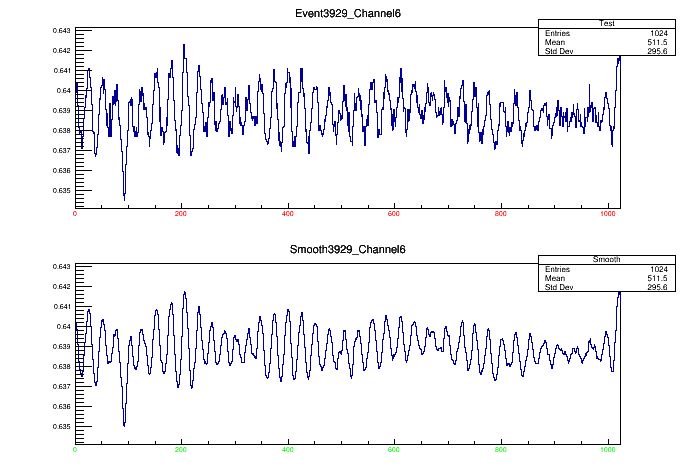 Event3929_Channel6
Test
Entries 1024
Mean 511.5
Std Dev 295.6
0.643
0.642
0.641
0.64
0.639
0.638
0.637
0.636
0.635
0 200 400 600 800 1000
Smooth3929_Channel6
Smooth
Entries 1024
Mean 511.5
Std Dev 295.6
0.643
0.642
0.641
0.64
0.639
0.638
0.637
0.636
0.635
0 200 400 600 800 1000